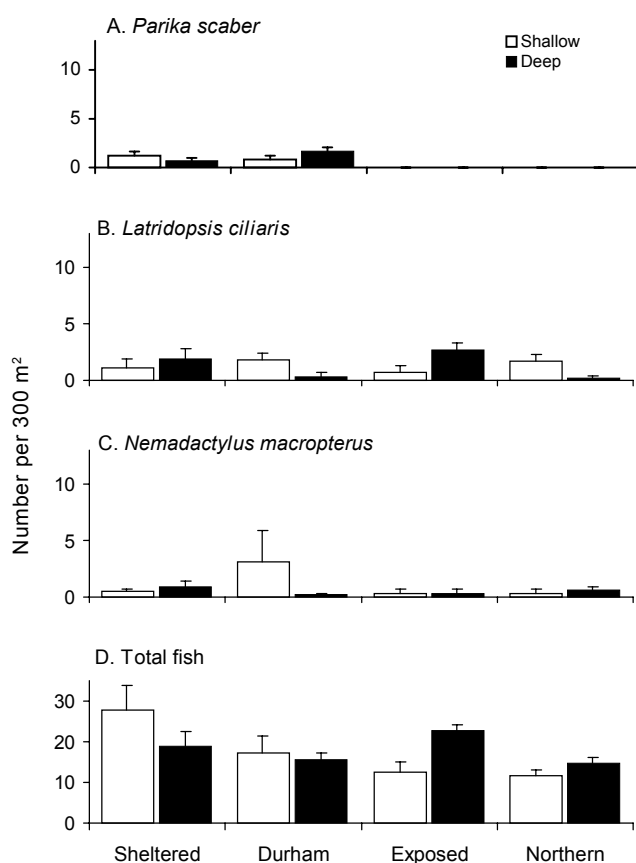 A. Parika scaber
Shallow
Deep
10
5
0
B. Latridopsis ciliaris
10
5
0
C. Nemadactylus macropterus
10
5
0
Number per 300 m²
D. Total fish
30
20
10
0
Sheltered Durham Exposed Northern